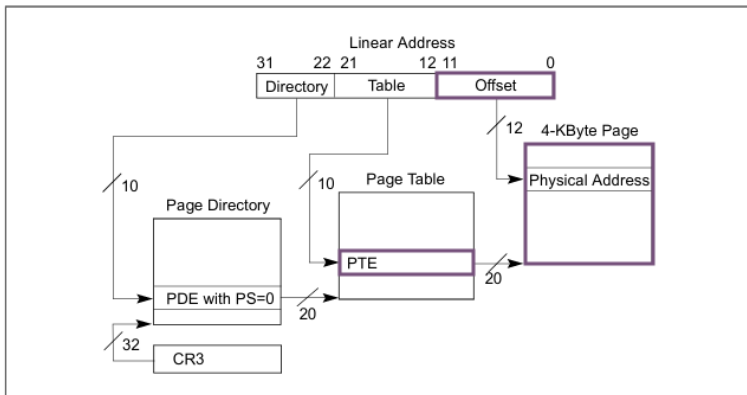 Linear Address
31 22 21 12 11 0
Directory Table Offset
12 4-KByte Page
Physical Address
10 10 Page Table
Page Directory
PTE
20
PDE with PS=0
20
32
CR3